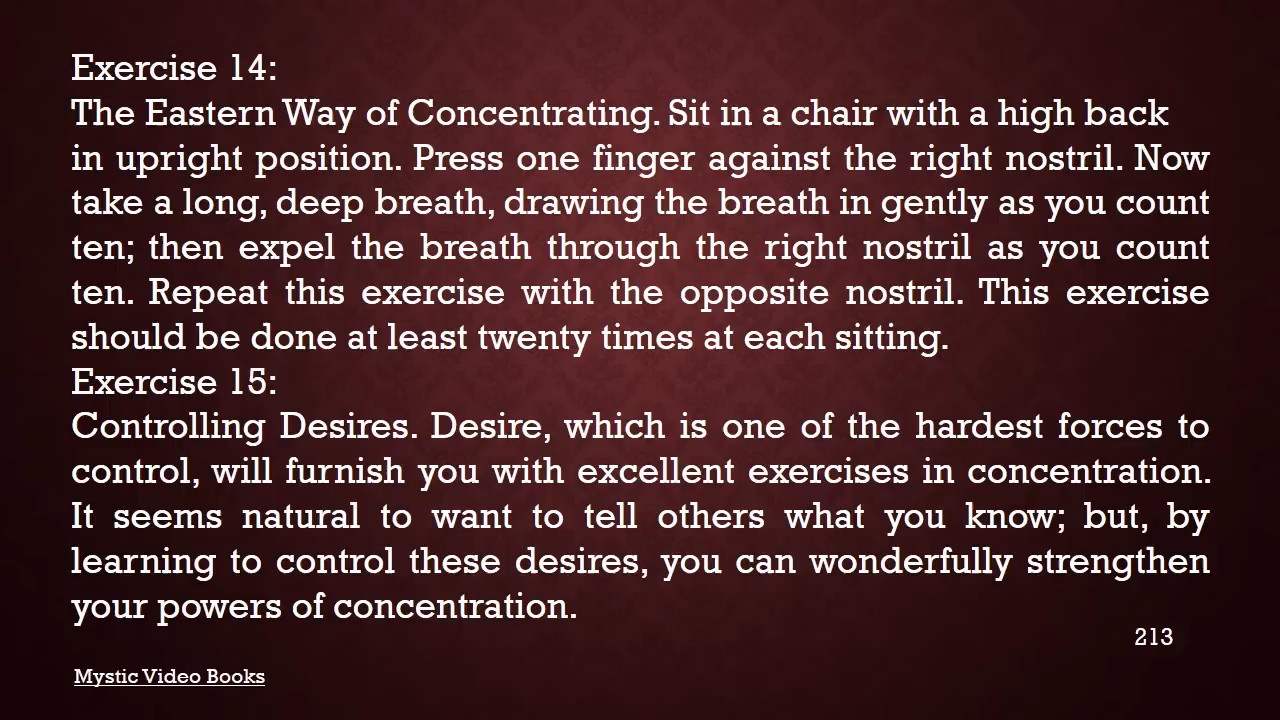 Exercise 14:
The Eastern Way of Concentrating. Sit in a chair with a high back
in upright position. Press one finger against the right nostril. Now
take a long, deep breath, drawing the breath in gently as you count
ten; then expel the breath through the right nostril as you count
ten. Repeat this exercise with the opposite nostril. This exercise
should be done at least twenty times at each sitting.
Exercise 15:
Controlling Desires. Desire, which is one of the hardest forces to
control, will furnish you with excellent exercises in concentration.
It seems natural to want to tell others what you know; but, by
learning to control these desires, you can wonderfully strengthen
your powers of concentration.
213
Mystic Video Books